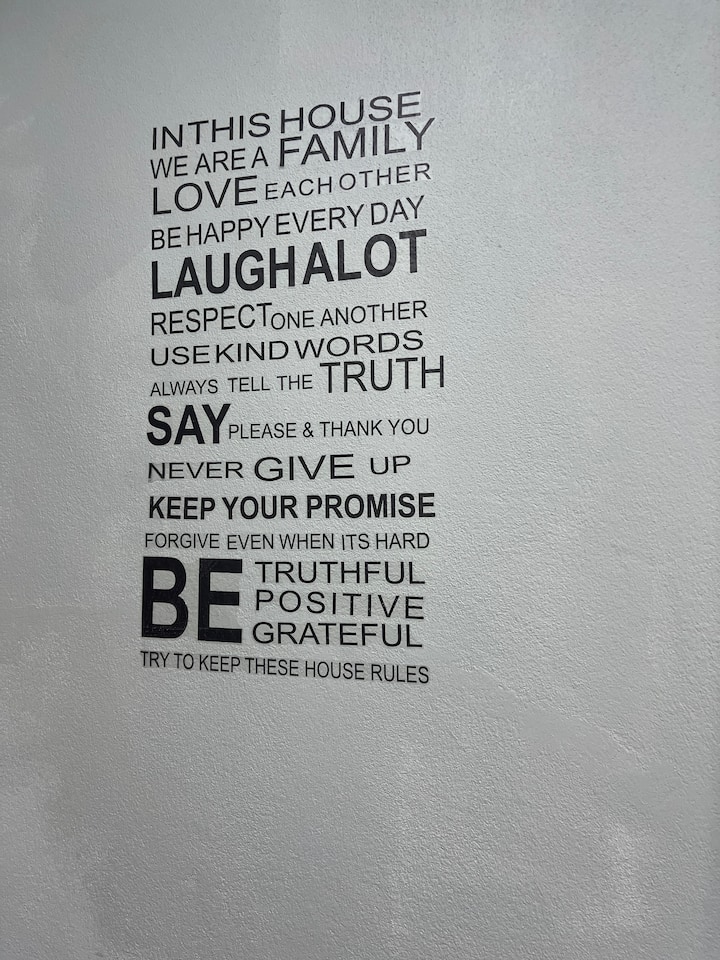 IN THIS HOUSE
WE ARE A FAMILY
LOVE EACH OTHER
BE HAPPY EVERY DAY
LAUGH ALOT
RESPECT ONE ANOTHER
USE KIND WORDS
ALWAYS TELL THE TRUTH
SAY PLEASE & THANK YOU
NEVER GIVE UP
KEEP YOUR PROMISE
FORGIVE EVEN WHEN ITS HARD
BE TRUTHFUL
POSITIVE
GRATEFUL
TRY TO KEEP THESE HOUSE RULES